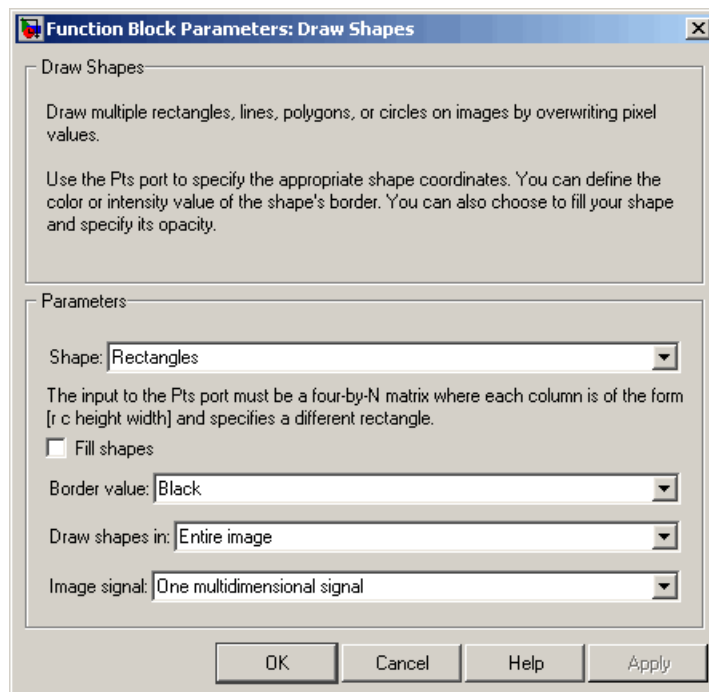 Function Block Parameters: Draw Shapes
Draw Shapes
Draw multiple rectangles, lines, polygons, or circles on images by overwriting pixel
values.
Use the Pts port to specify the appropriate shape coordinates. You can define the
color or intensity value of the shape's border. You can also choose to fill your shape
and specify its opacity.
Parameters
Shape: Rectangles
The input to the Pts port must be a four-by-N matrix where each column is of the form
[r c height width] and specifies a different rectangle.
Fill shapes
Border value: Black
Draw shapes in: Entire image
Image signal: One multidimensional signal
OK Cancel Help Apply